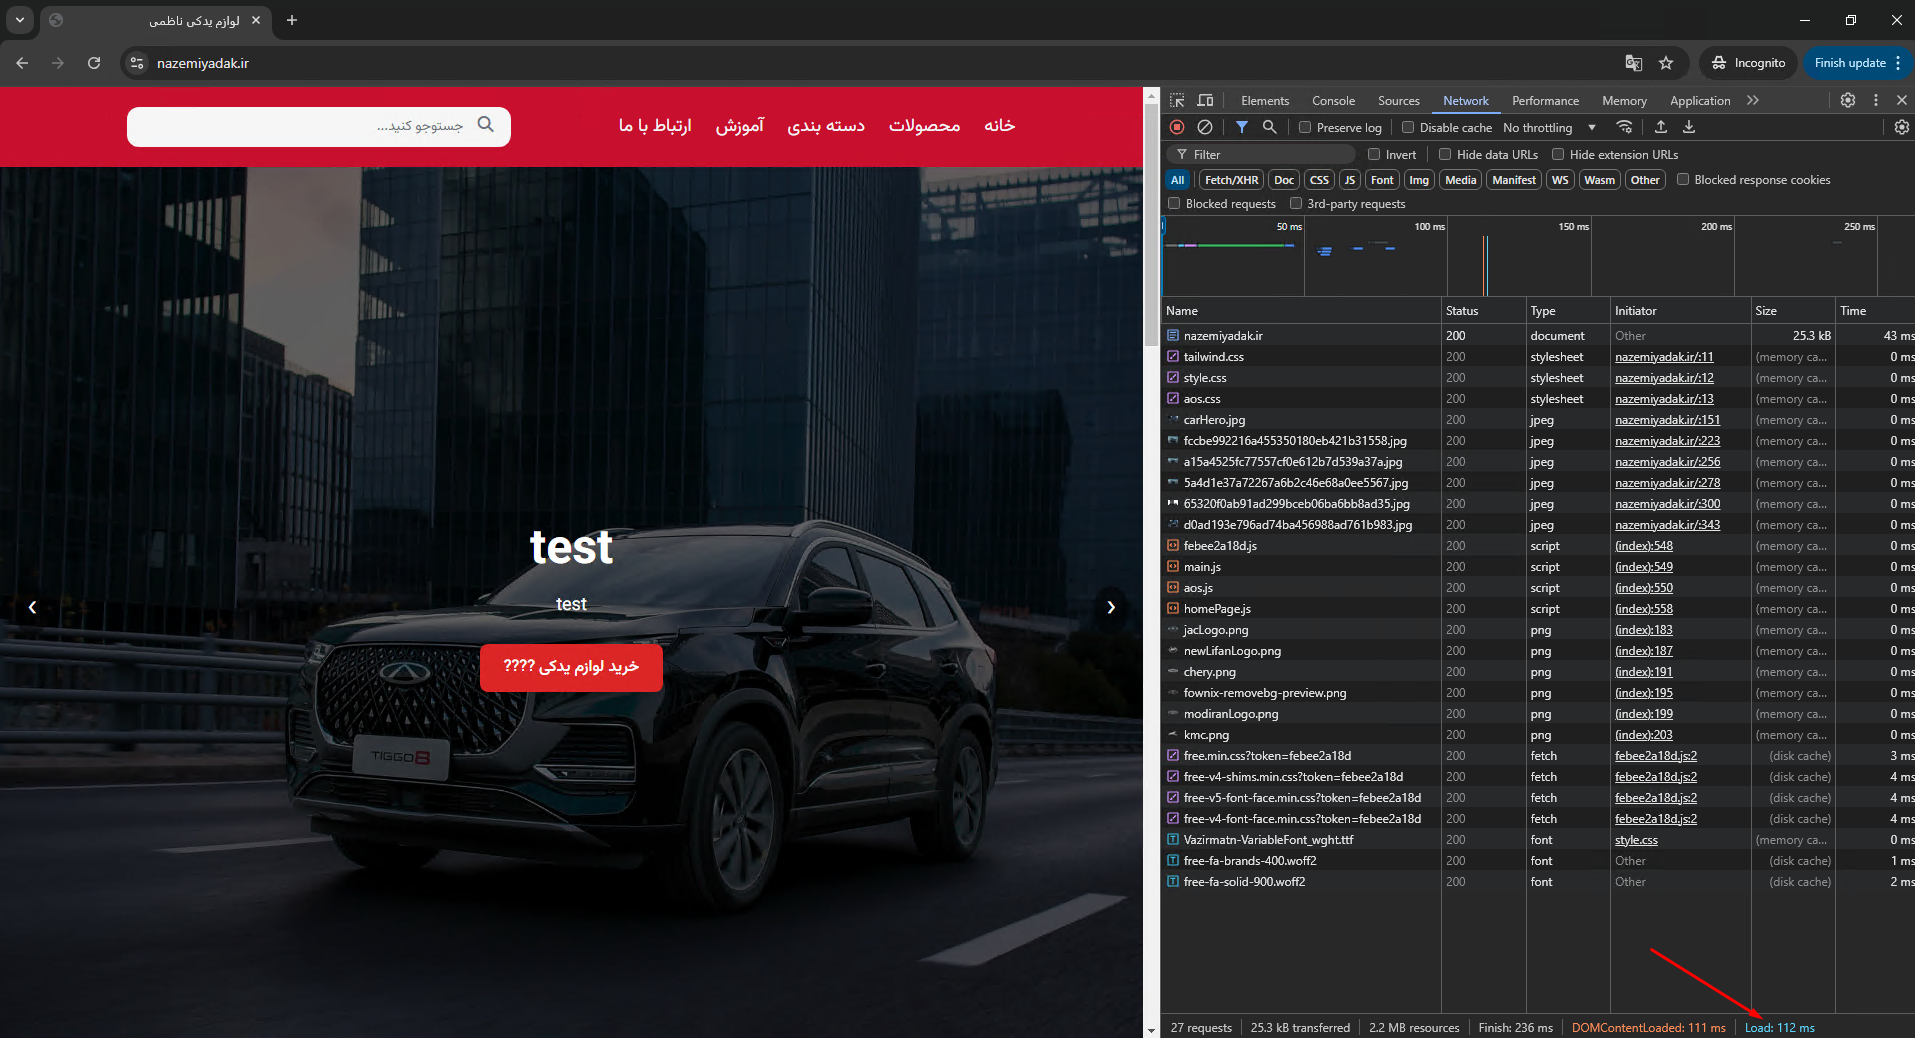 لوازم یدکی ناظمی
nazemiyadak.ir
Incognito
Finish update
خانه محصولات دسته بندی آموزش ارتباط با ما
جستوجو کنید...
test
test
خرید لوازم یدکی ????
TIGGO8
Elements Console Sources Network Performance Memory Application
Preserve log Disable cache No throttling
Filter Invert Hide data URLs Hide extension URLs
All Fetch/XHR Doc CSS JS Font Img Media Manifest WS Wasm Other Blocked response cookies
Blocked requests 3rd-party requests
50 ms 100 ms 150 ms 200 ms 250 ms
Name Status Type Initiator Size Time
nazemiyadak.ir 200 document Other 25.3 kB 43 ms
tailwind.css 200 stylesheet nazemiyadak.ir/:11 (memory ca... 0 ms
style.css 200 stylesheet nazemiyadak.ir/:12 (memory ca... 0 ms
aos.css 200 stylesheet nazemiyadak.ir/:13 (memory ca... 0 ms
carHero.jpg 200 jpeg nazemiyadak.ir/:151 (memory ca... 0 ms
fccbe992216a455350180eb421b31558.jpg 200 jpeg nazemiyadak.ir/:223 (memory ca... 0 ms
a15a4525fc77557cf0e612b7d539a37a.jpg 200 jpeg nazemiyadak.ir/:256 (memory ca... 0 ms
5a4d1e37a72267a6b2c46e68a0ee5567.jpg 200 jpeg nazemiyadak.ir/:278 (memory ca... 0 ms
65320f0ab91ad299bceb06ba6bb8ad35.jpg 200 jpeg nazemiyadak.ir/:300 (memory ca... 0 ms
d0ad193e796ad74ba456988ad761b983.jpg 200 jpeg nazemiyadak.ir/:343 (memory ca... 0 ms
febee2a18d.js 200 script (index):548 (memory ca... 0 ms
main.js 200 script (index):549 (memory ca... 0 ms
aos.js 200 script (index):550 (memory ca... 0 ms
homePage.js 200 script (index):558 (memory ca... 0 ms
jacLogo.png 200 png (index):183 (memory ca... 0 ms
newLifanLogo.png 200 png (index):187 (memory ca... 0 ms
chery.png 200 png (index):191 (memory ca... 0 ms
fownix-removebg-preview.png 200 png (index):195 (memory ca... 0 ms
modiranLogo.png 200 png (index):199 (memory ca... 0 ms
kmc.png 200 png (index):203 (memory ca... 0 ms
free.min.css?token=febee2a18d 200 fetch febee2a18d.js:2 (disk cache) 3 ms
free-v4-shims.min.css?token=febee2a18d 200 fetch febee2a18d.js:2 (disk cache) 4 ms
free-v5-font-face.min.css?token=febee2a18d 200 fetch febee2a18d.js:2 (disk cache) 4 ms
free-v4-font-face.min.css?token=febee2a18d 200 fetch febee2a18d.js:2 (disk cache) 4 ms
Vazirmatn-VariableFont_wght.ttf 200 font style.css (memory ca... 0 ms
free-fa-brands-400.woff2 200 font Other (disk cache) 1 ms
free-fa-solid-900.woff2 200 font Other (disk cache) 2 ms
27 requests 25.3 kB transferred 2.2 MB resources Finish: 236 ms DOMContentLoaded: 111 ms Load: 112 ms